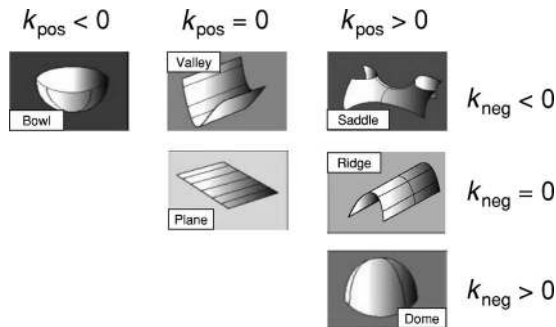 k_pos < 0 k_pos = 0 k_pos > 0
Bowl
Valley
Saddle
k_neg < 0
Plane
Ridge
k_neg = 0
Dome
k_neg > 0